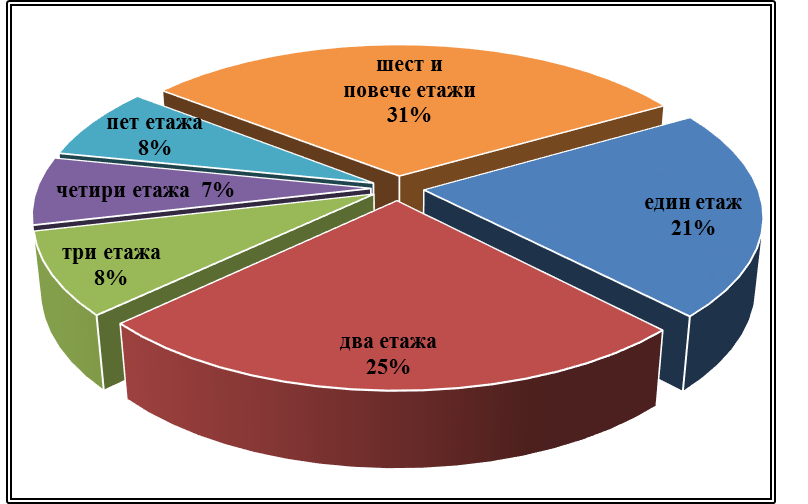 шест и
повече етажи
31%
пет етажа
8%
четири етажа 7%
един етаж
21%
три етажа
8%
два етажа
25%